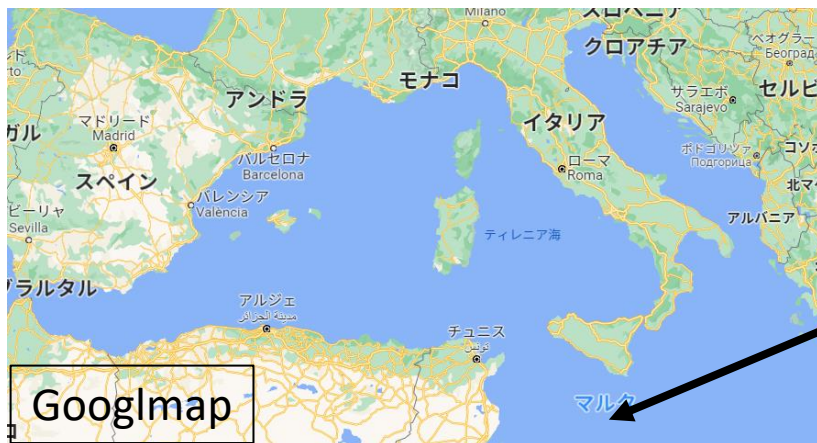 Milano
スロベニア
クロアチア
ベオグラー
Београд
モナコ
アンドラ
サラエボ
Sarajevo
セルビ
ガル
マドリード
Madrid
イタリア
バルセロナ
Barcelona
ローマ
Roma
ポドゴリツァ
Подгорица
コソ
スペイン
北マケ
バレンシア
València
ビーリャ
Sevilla
アルバニア
ティレニア海
ブラルタル
アルジェ
مدينة الجزائر
チュニス
تونس
マルタ
Googlmap